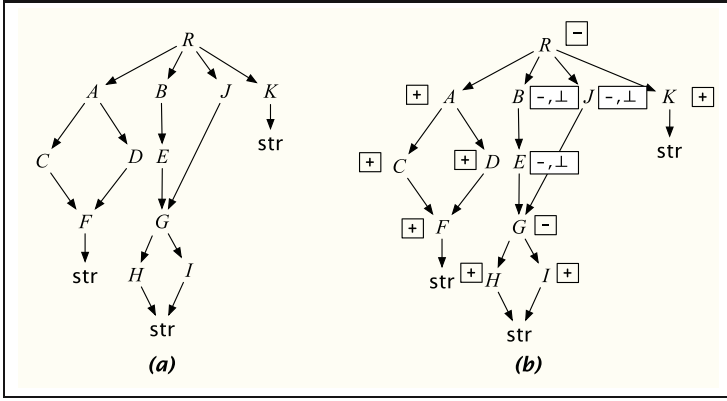 R R −
A B J K + A B −,⊥ J −,⊥ K +
str str
C D E + C + D E −,⊥
F G + F G −
str H I str + H I +
str str
(a) (b)